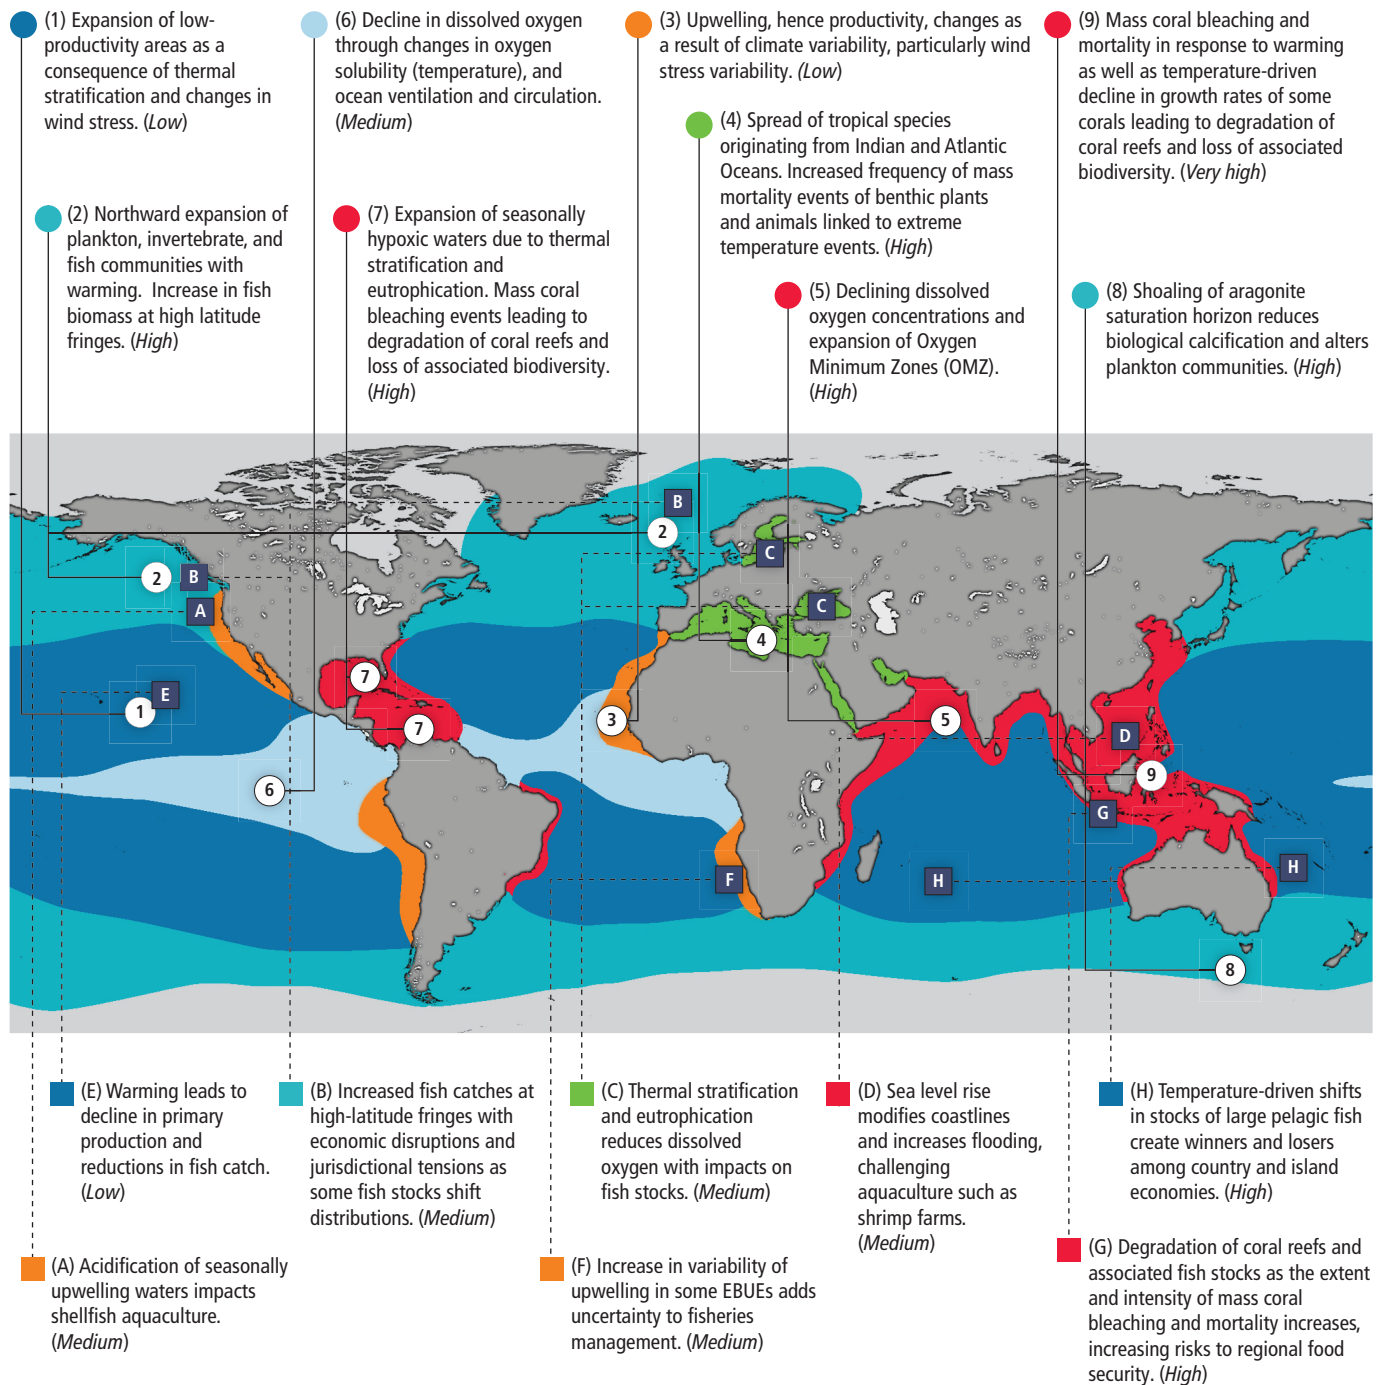 (1) Expansion of low-
productivity areas as a
consequence of thermal
stratification and changes in
wind stress. (Low)
(6) Decline in dissolved oxygen
through changes in oxygen
solubility (temperature), and
ocean ventilation and circulation.
(Medium)
(3) Upwelling, hence productivity, changes as
a result of climate variability, particularly wind
stress variability. (Low)
(9) Mass coral bleaching and
mortality in response to warming
as well as temperature-driven
decline in growth rates of some
corals leading to degradation of
coral reefs and loss of associated
biodiversity. (Very high)
(4) Spread of tropical species
originating from Indian and Atlantic
Oceans. Increased frequency of mass
mortality events of benthic plants
and animals linked to extreme
temperature events. (High)
(2) Northward expansion of
plankton, invertebrate, and
fish communities with
warming. Increase in fish
biomass at high latitude
fringes. (High)
(7) Expansion of seasonally
hypoxic waters due to thermal
stratification and
eutrophication. Mass coral
bleaching events leading to
degradation of coral reefs and
loss of associated biodiversity.
(High)
(5) Declining dissolved
oxygen concentrations and
expansion of Oxygen
Minimum Zones (OMZ).
(High)
(8) Shoaling of aragonite
saturation horizon reduces
biological calcification and alters
plankton communities. (High)
B
2
C
2
B
A
C
4
7
E
1
3
5
7
D
9
6
G
H
F
H
8
(E) Warming leads to
decline in primary
production and
reductions in fish catch.
(Low)
(B) Increased fish catches at
high-latitude fringes with
economic disruptions and
jurisdictional tensions as
some fish stocks shift
distributions. (Medium)
(C) Thermal stratification
and eutrophication
reduces dissolved
oxygen with impacts on
fish stocks. (Medium)
(D) Sea level rise
modifies coastlines
and increases flooding,
challenging
aquaculture such as
shrimp farms.
(Medium)
(H) Temperature-driven shifts
in stocks of large pelagic fish
create winners and losers
among country and island
economies. (High)
(A) Acidification of seasonally
upwelling waters impacts
shellfish aquaculture.
(Medium)
(F) Increase in variability of
upwelling in some EBUEs adds
uncertainty to fisheries
management. (Medium)
(G) Degradation of coral reefs and
associated fish stocks as the extent
and intensity of mass coral
bleaching and mortality increases,
increasing risks to regional food
security. (High)